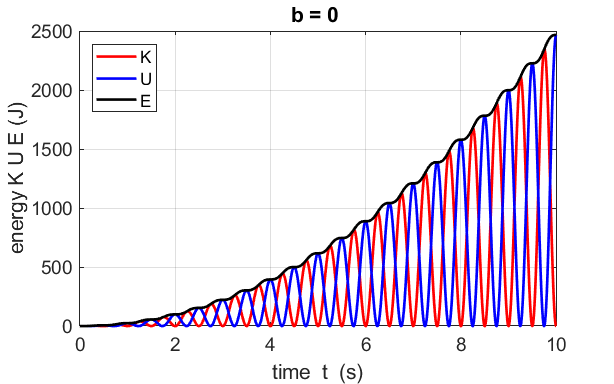 b = 0
2500
2000
1500
1000
500
0
K
U
E
energy K U E (J)
0 2 4 6 8 10
time t (s)